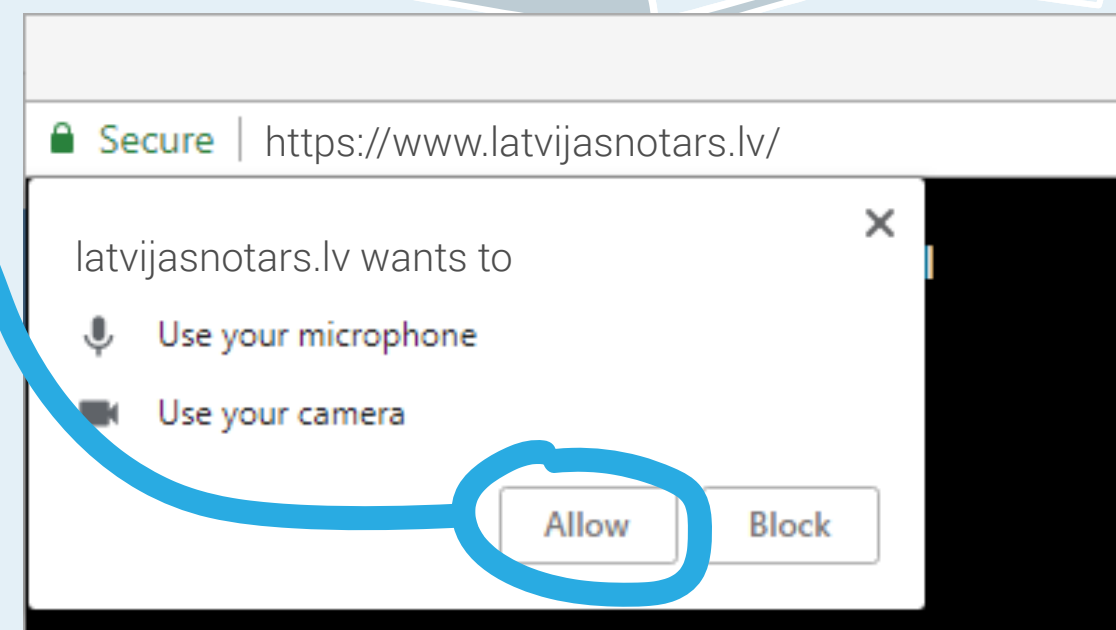 Secure | https://www.latvijasnotars.lv/
latvijasnotars.lv wants to
Use your microphone
Use your camera
Allow Block